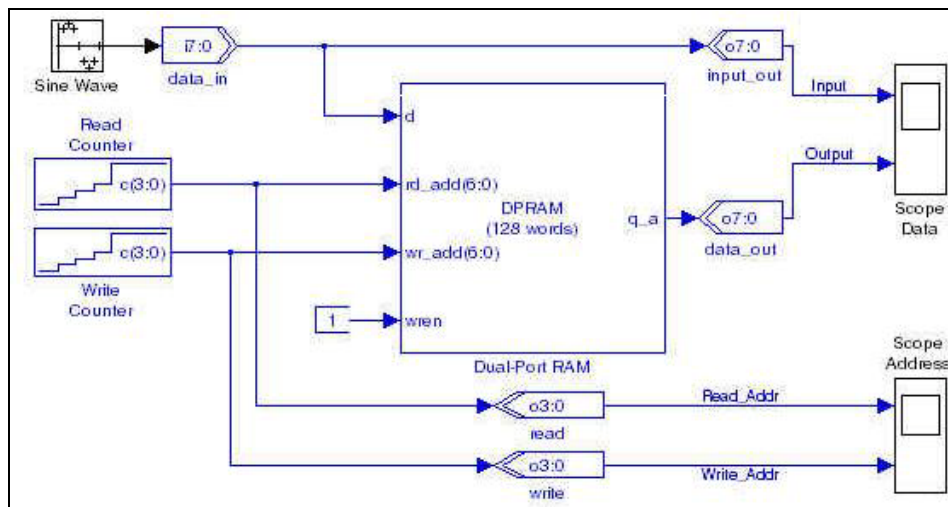 Sine Wave
i7:0
data_in
o7:0
input_out
Input
Read
Counter
c(3:0)
c(3:0)
Write
Counter
d
rd_add(6:0)
DPRAM
(128 words)
wr_add(6:0)
q_a
wren
1
Dual-Port RAM
Output
o7:0
data_out
Scope
Data
Scope
Address
o3:0
read
Read_Addr
o3:0
write
Write_Addr